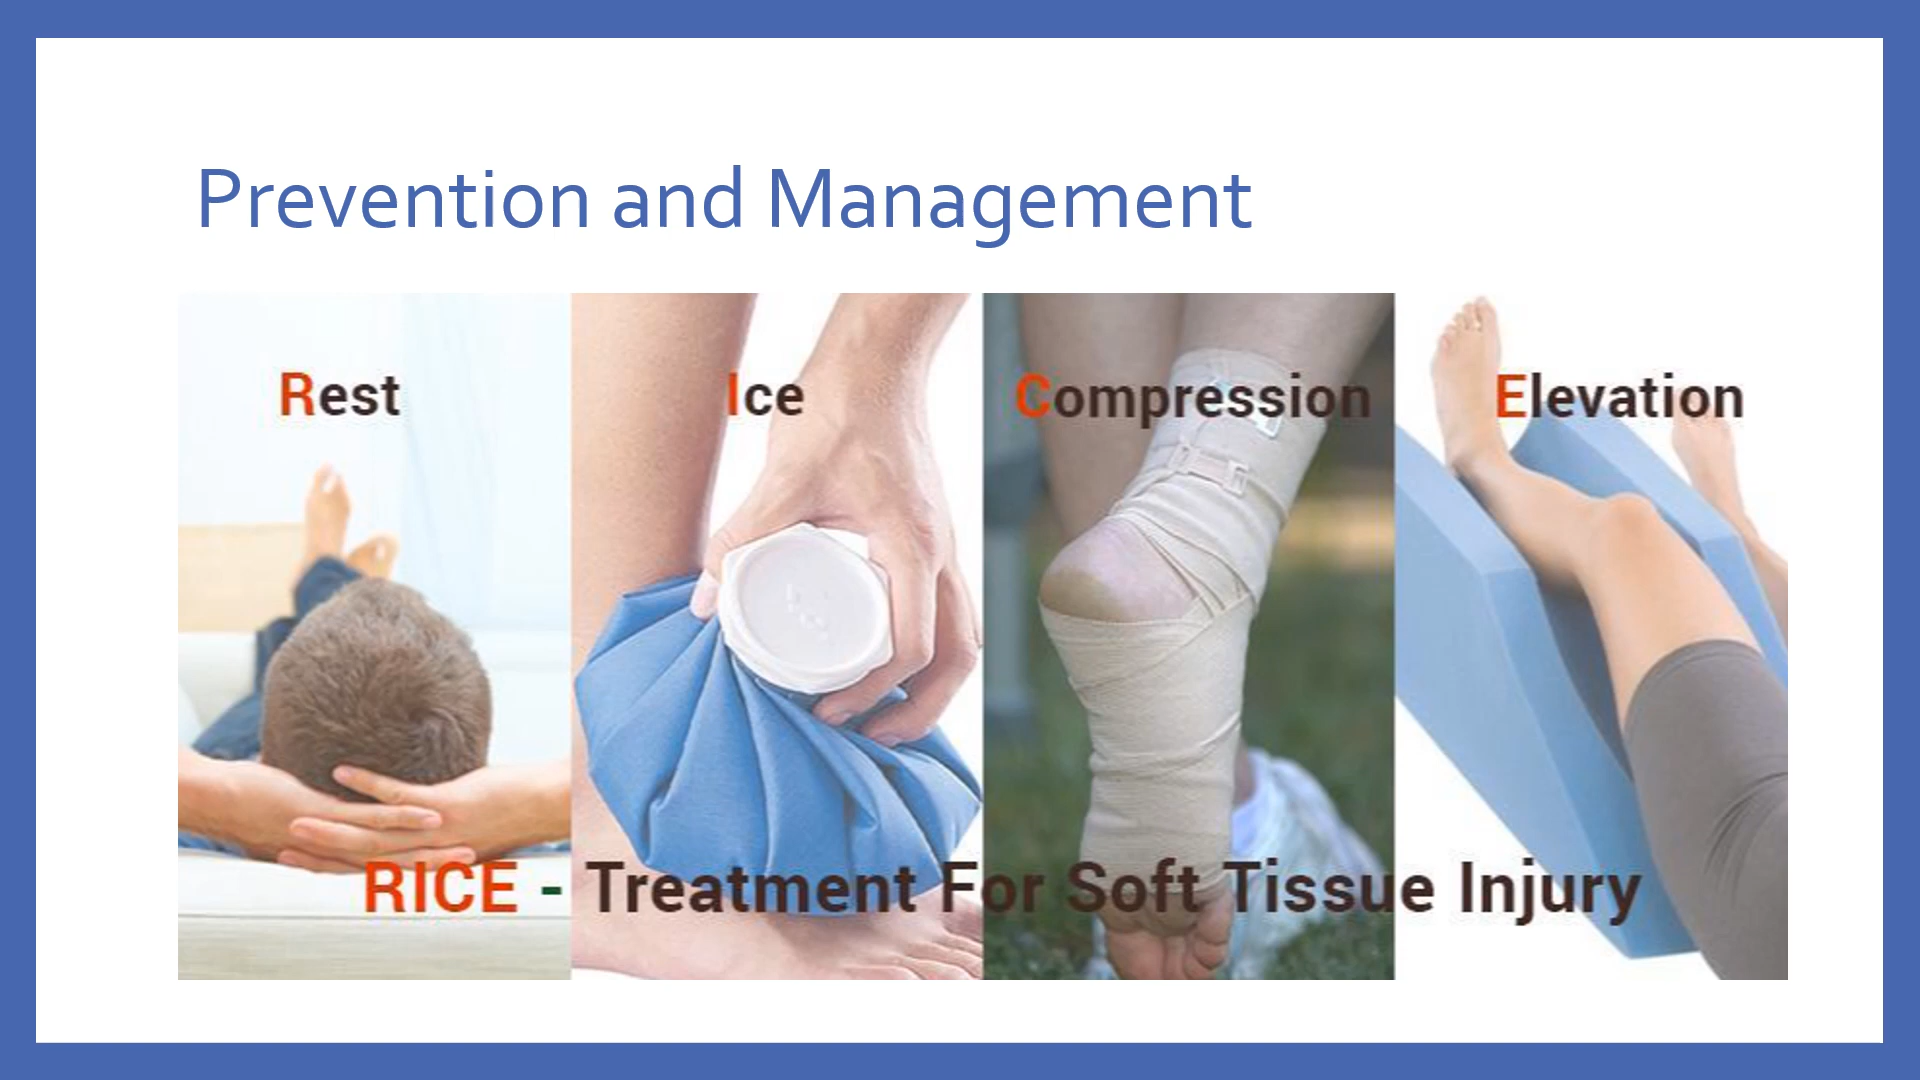 Prevention and Management
Rest
Ice
Compression
Elevation
RICE - Treatment For Soft Tissue Injury